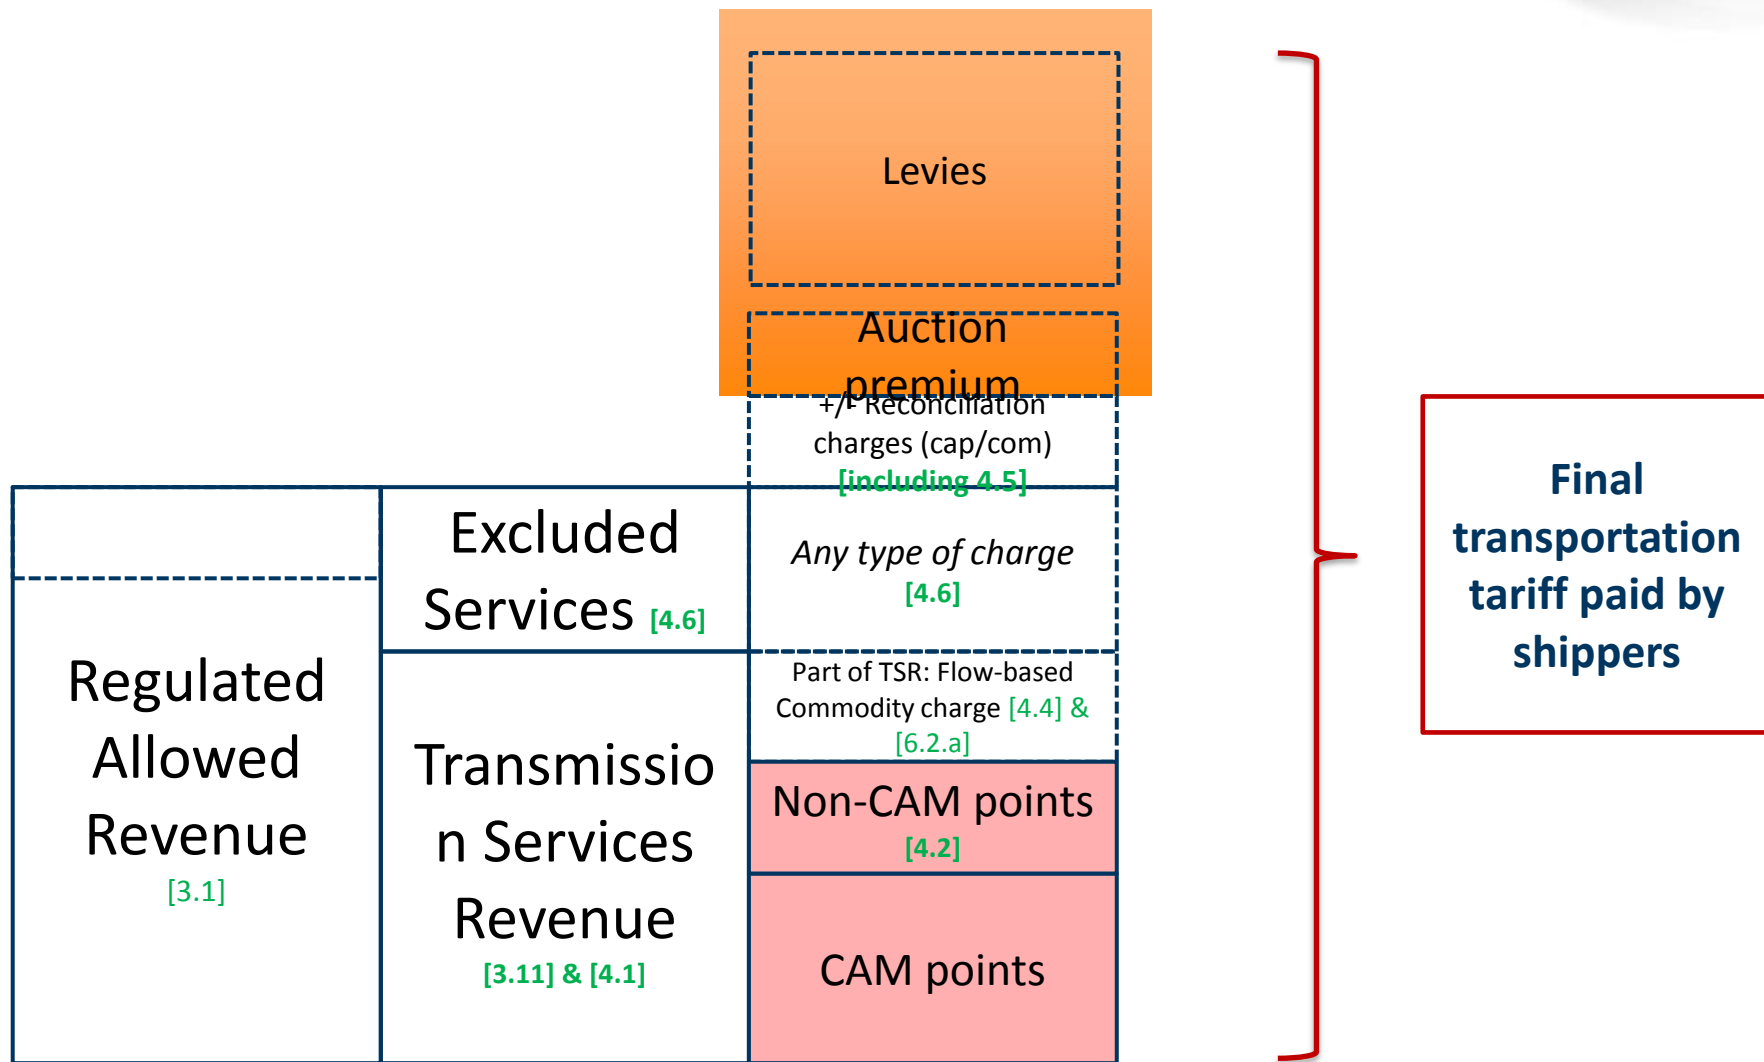 Levies
Auction
premium
+/- Reconciliation
charges (cap/com)
[including 4.5]
Regulated
Allowed
Revenue
[3.1]
Excluded
Services [4.6]
Transmissio
n Services
Revenue
[3.11] & [4.1]
Any type of charge
[4.6]
Part of TSR: Flow-based
Commodity charge [4.4] &
[6.2.a]
Non-CAM points
[4.2]
CAM points
Final
transportation
tariff paid by
shippers